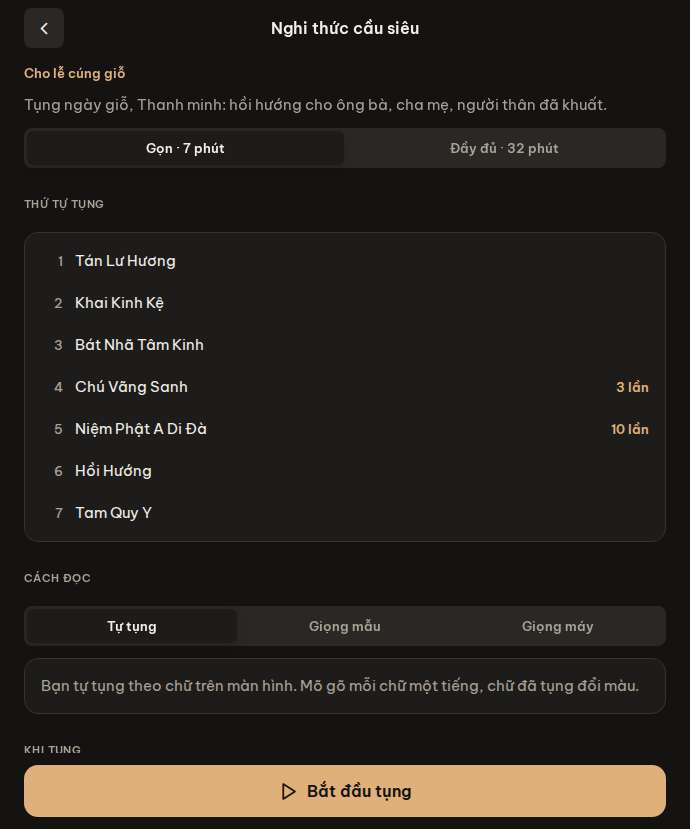 Nghi thức cầu siêu
Cho lễ cúng giỗ
Tụng ngày giỗ, Thanh minh: hồi hướng cho ông bà, cha mẹ, người thân đã khuất.
Gọn · 7 phút
Đầy đủ · 32 phút
THỨ TỰ TỤNG
1 Tán Lư Hương
2 Khai Kinh Kệ
3 Bát Nhã Tâm Kinh
4 Chú Vãng Sanh 3 lần
5 Niệm Phật A Di Đà 10 lần
6 Hồi Hướng
7 Tam Quy Y
CÁCH ĐỌC
Tự tụng
Giọng mẫu
Giọng máy
Bạn tự tụng theo chữ trên màn hình. Mõ gõ mỗi chữ một tiếng, chữ đã tụng đổi màu.
KHI TỤNG
Bắt đầu tụng